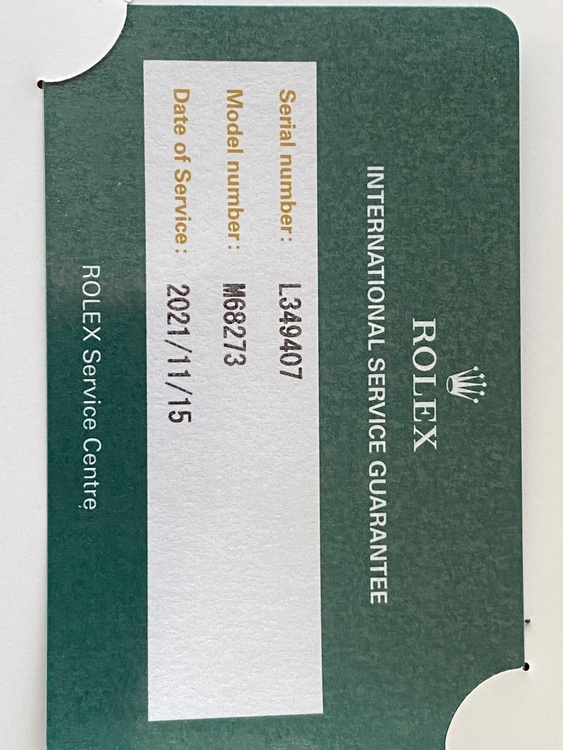 ROLEX
INTERNATIONAL SERVICE GUARANTEE
Serial number: L349407
Model number: M68273
Date of Service: 2021/11/15
ROLEX Service Centre